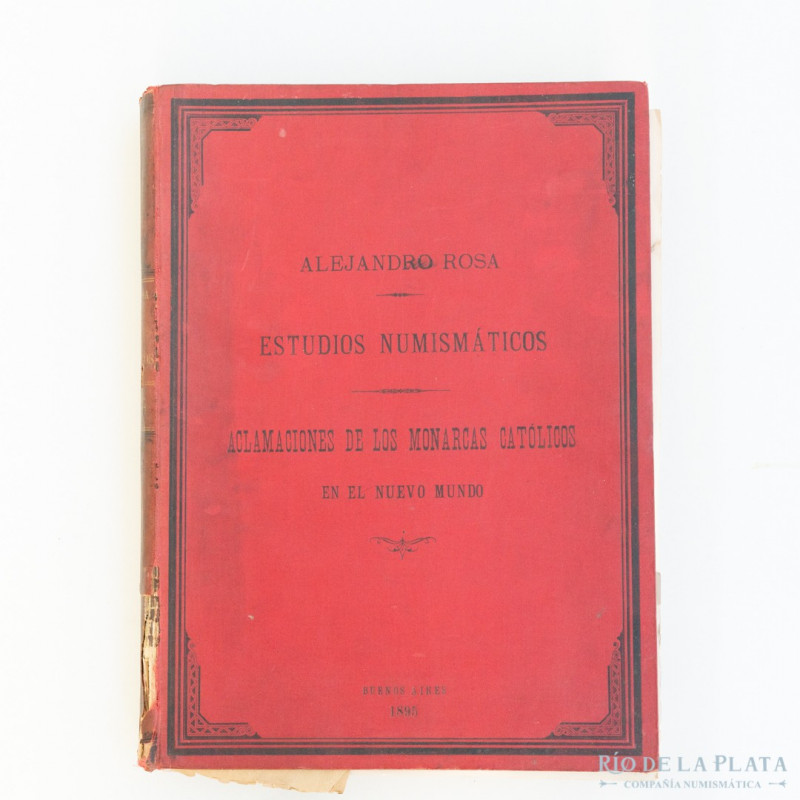 ALEJANDRO ROSA
ESTUDIOS NUMISMÁTICOS
ACLAMACIONES DE LOS MONARCAS CATÓLICOS
EN EL NUEVO MUNDO
BUENOS AIRES
1895
RÍO DE LA PLATA
COMPAÑÍA NUMISMÁTICA